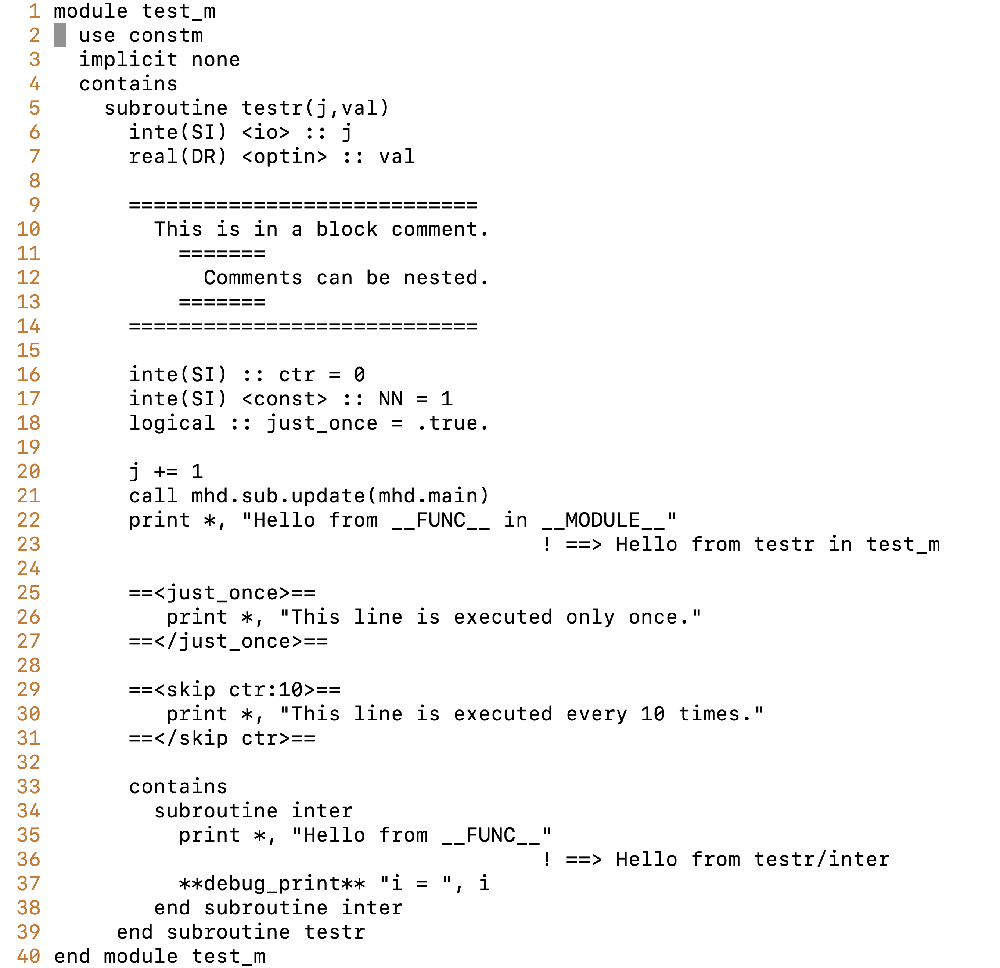 1 module test_m
2   use constm
3   implicit none
4   contains
5     subroutine testr(j,val)
6       inte(SI) <io> :: j
7       real(DR) <optin> :: val
8
9       ============================
10         This is in a block comment.
11           =======
12             Comments can be nested.
13           =======
14       ============================
15
16       inte(SI) :: ctr = 0
17       inte(SI) <const> :: NN = 1
18       logical :: just_once = .true.
19
20       j += 1
21       call mhd.sub.update(mhd.main)
22       print *, "Hello from __FUNC__ in __MODULE__"
23                                        ! ==> Hello from testr in test_m
24
25       ==<just_once>==
26          print *, "This line is executed only once."
27       ==</just_once>==
28
29       ==<skip ctr:10>==
30          print *, "This line is executed every 10 times."
31       ==</skip ctr>==
32
33       contains
34         subroutine inter
35           print *, "Hello from __FUNC__"
36                                        ! ==> Hello from testr/inter
37           **debug_print** "i = ", i
38         end subroutine inter
39      end subroutine testr
40 end module test_m